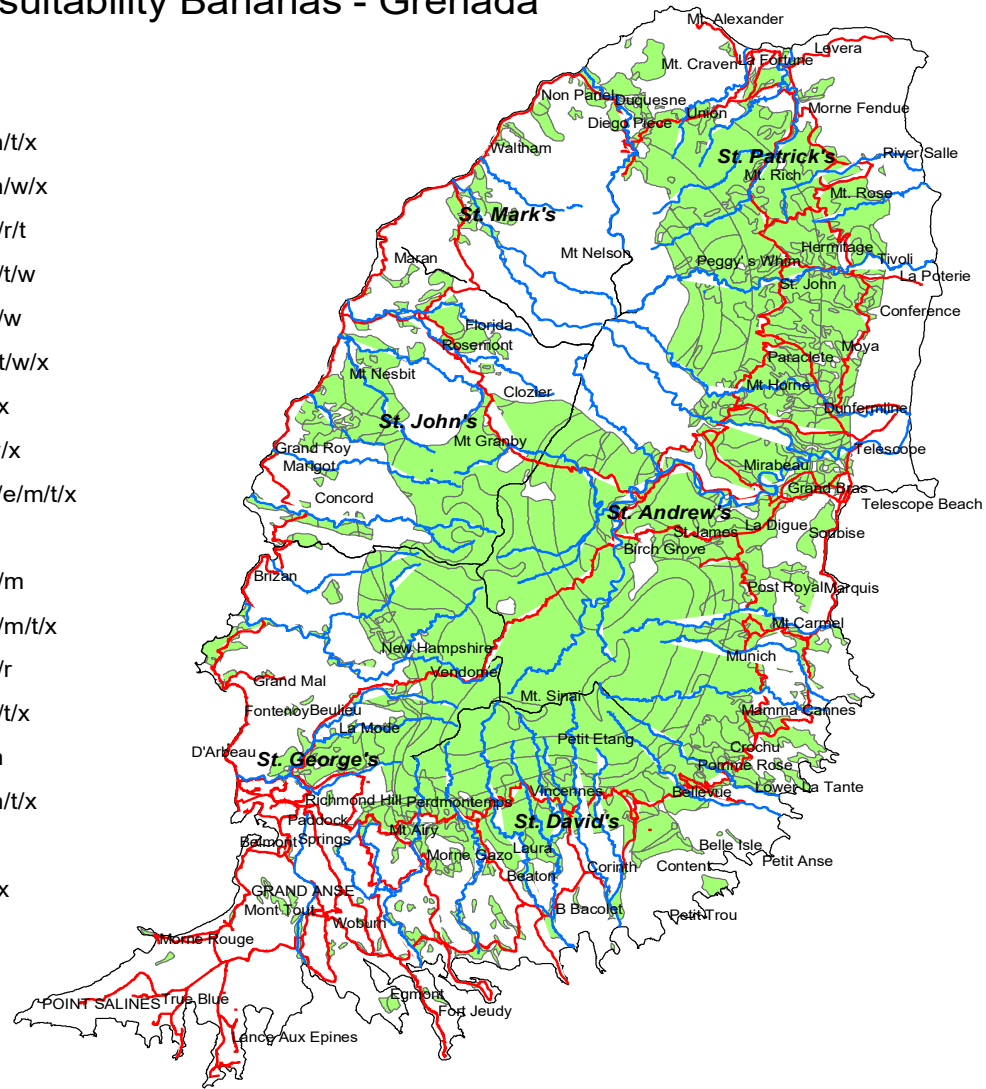 suitability Bananas - Grenada
/t/x
/w/x
/r/t
/t/w
/w
t/w/x
x
/x
/e/m/t/x
/m
/m/t/x
/r
/t/x
/t/x
x
Mt. Alexander
Levera
La Fortune
Mt. Craven
Non Panel
Duquesne
Union
Morne Fendue
Diego Piece
Waltham
St. Patrick's
River Salle
Mt. Rich
Mt. Rose
St. Mark's
Mt Nelson
Hermitage
Maran
Peggy' s Whim
Tivoli
La Poterie
St. John
Conference
Florida
Rosemont
Moya
Paraclete
Mt Nesbit
Mt Horne
Clozier
Dunfermline
St. John's
Mt Granby
Grand Roy
Telescope
Marigot
Mirabeau
Grand Bras
Concord
Telescope Beach
St. Andrew's
La Digue
St James
Soubise
Birch Grove
Brizan
Post Royal
Marquis
Mt Carmel
New Hampshire
Munich
Vendome
Grand Mal
Mt. Sinai
Fontenoy
Beulieu
Mamma Cannes
La Mode
Petit Etang
Crochu
D'Arbeau
St. George's
Pomme Rose
Lower La Tante
Vincennes
Bellevue
Richmond Hill
Perdmontemps
Paddock
St. David's
Mt Airy
Belmont
Springs
Laura
Belle Isle
Morne Gazo
Petit Anse
Corinth
Content
Beaton
GRAND ANSE
Mont Tout
B Bacolet
Petit Trou
Woburn
Morne Rouge
Egmont
POINT SALINES
True Blue
Fort Jeudy
Lance Aux Epines